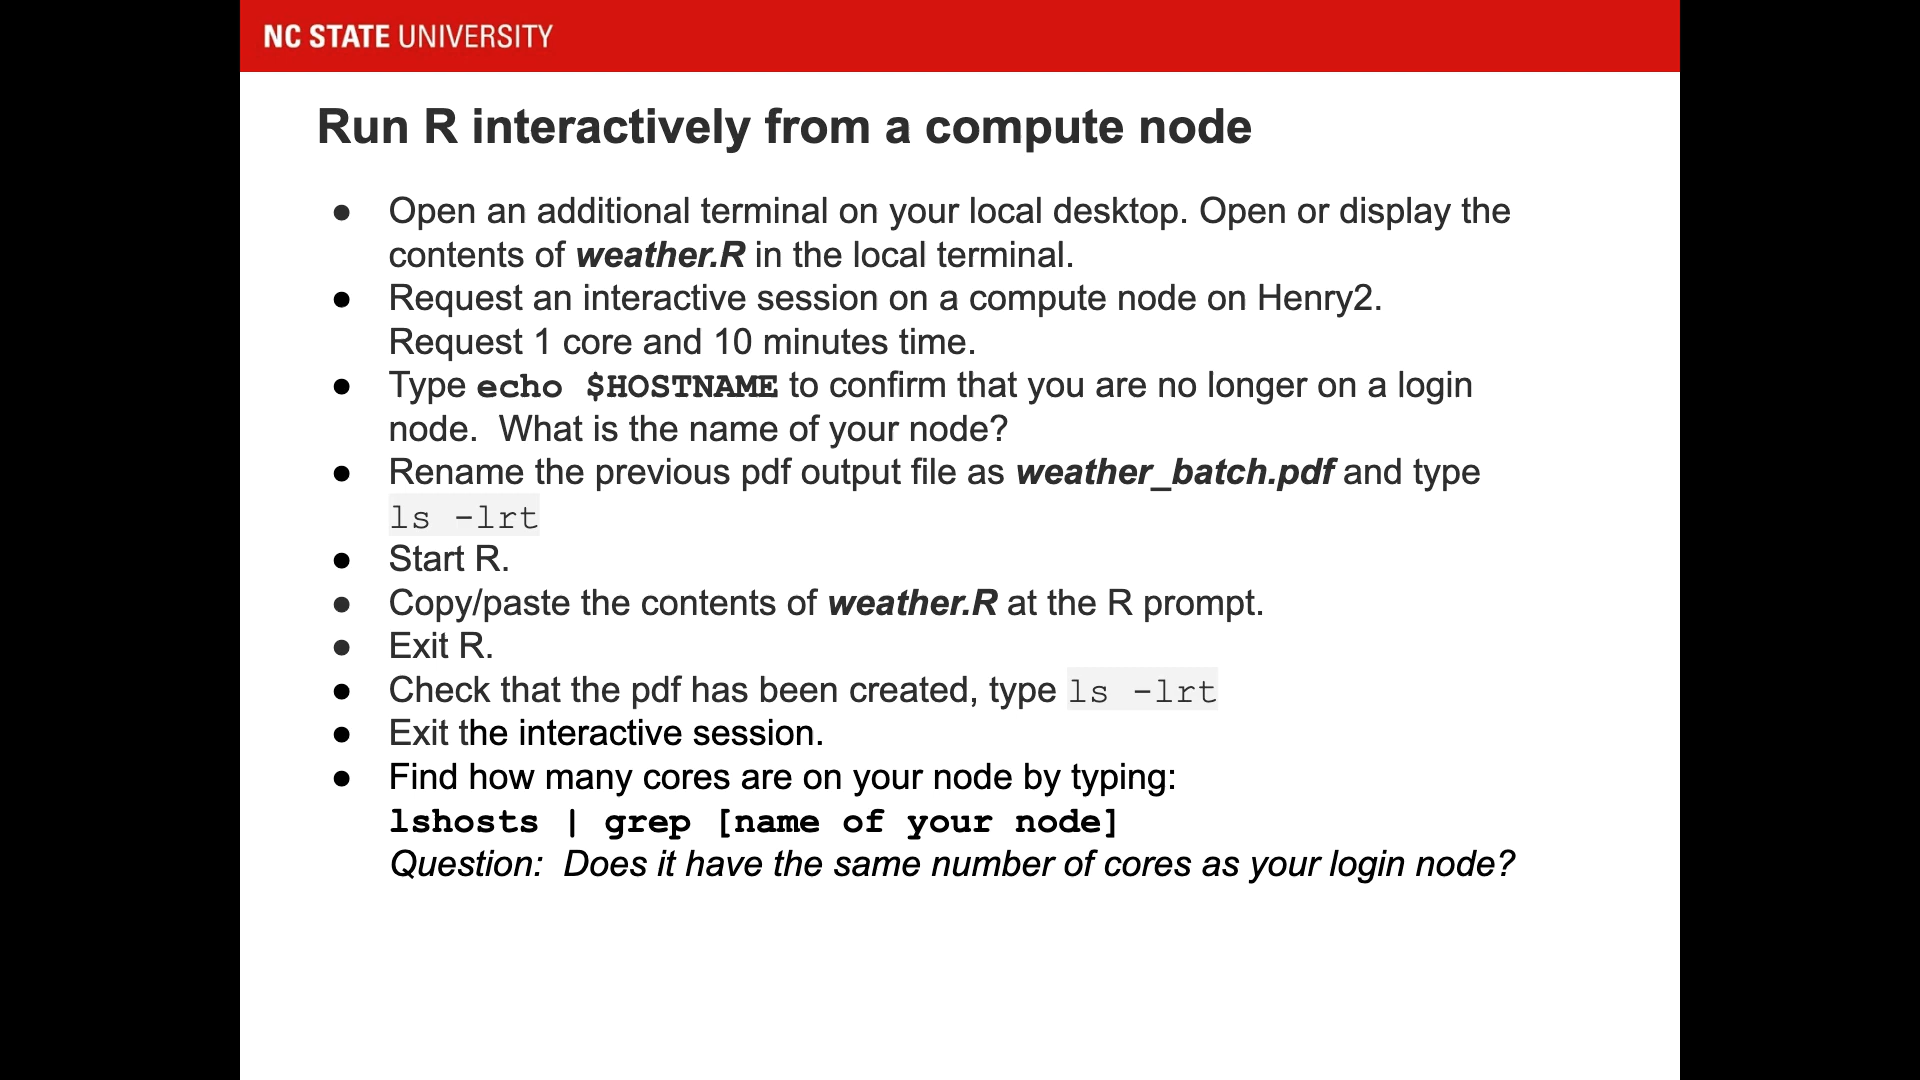 NC STATE UNIVERSITY
Run R interactively from a compute node
● Open an additional terminal on your local desktop. Open or display the
contents of weather.R in the local terminal.
● Request an interactive session on a compute node on Henry2.
Request 1 core and 10 minutes time.
● Type echo $HOSTNAME to confirm that you are no longer on a login
node.  What is the name of your node?
● Rename the previous pdf output file as weather_batch.pdf and type
ls -lrt
● Start R.
● Copy/paste the contents of weather.R at the R prompt.
● Exit R.
● Check that the pdf has been created, type ls -lrt
● Exit the interactive session.
● Find how many cores are on your node by typing:
lshosts | grep [name of your node]
Question:  Does it have the same number of cores as your login node?